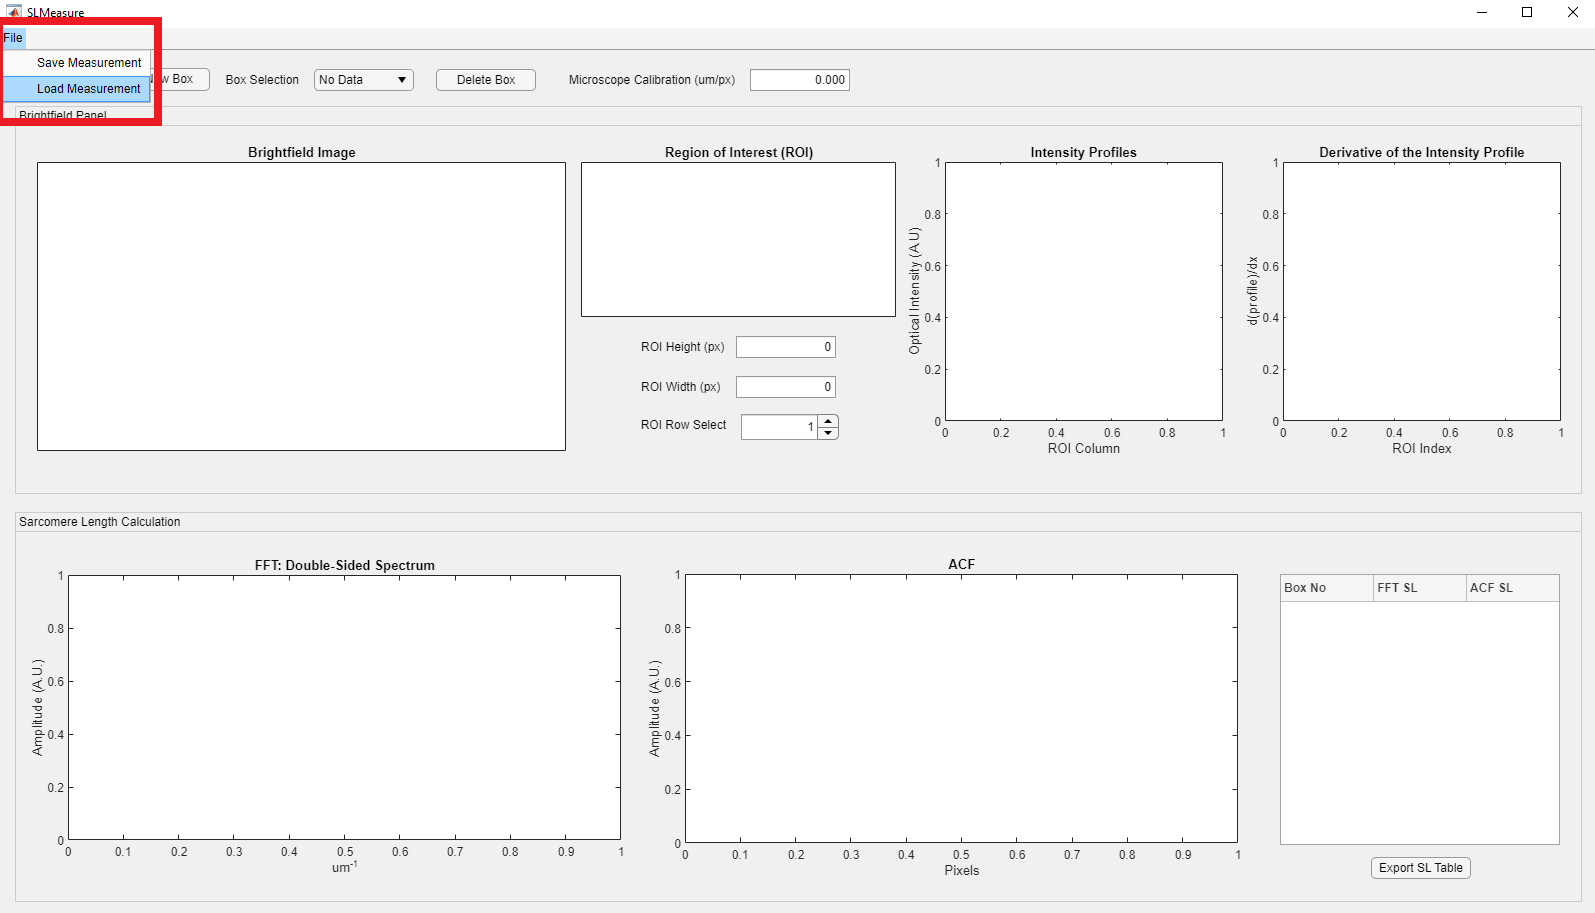 SLMeasure
File
Save Measurement
Load Measurement
w Box
Box Selection
No Data
Delete Box
Microscope Calibration (um/px)
0.000
Brightfield Panel
Brightfield Image
Region of Interest (ROI)
ROI Height (px)
0
ROI Width (px)
0
ROI Row Select
1
Intensity Profiles
Optical Intensity (A.U)
1
0.8
0.6
0.4
0.2
0
0 0.2 0.4 0.6 0.8 1
ROI Column
Derivative of the Intensity Profile
d(profile)/dx
1
0.8
0.6
0.4
0.2
0
0 0.2 0.4 0.6 0.8 1
ROI Index
Sarcomere Length Calculation
FFT: Double-Sided Spectrum
Amplitude (A.U.)
1
0.8
0.6
0.4
0.2
0
0 0.1 0.2 0.3 0.4 0.5 0.6 0.7 0.8 0.9 1
um-1
ACF
Amplitude (A.U.)
1
0.8
0.6
0.4
0.2
0
0 0.1 0.2 0.3 0.4 0.5 0.6 0.7 0.8 0.9 1
Pixels
Box No FFT SL ACF SL
Export SL Table